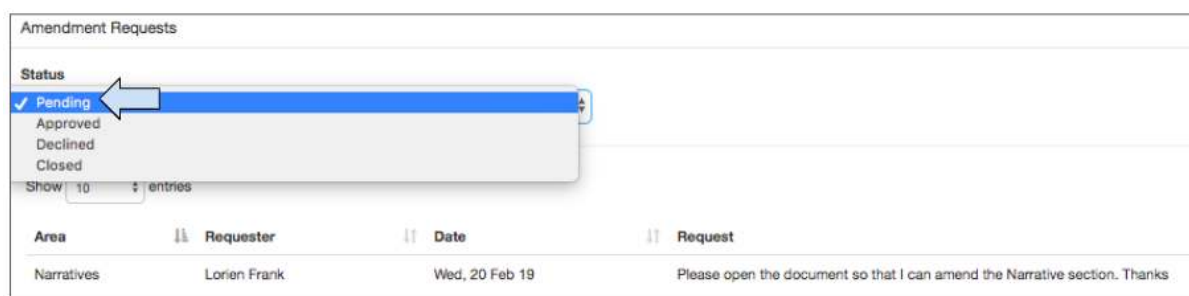 Amendment Requests
Status
✓ Pending
Approved
Declined
Closed
Show 10 entries
Area Requester Date Request
Narratives Lorien Frank Wed, 20 Feb 19 Please open the document so that I can amend the Narrative section. Thanks